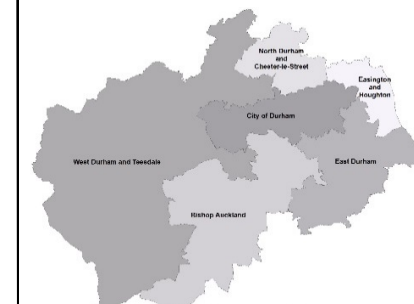 North Durham
and
Chester-le-Street
Easington
and
Houghton
City of Durham
West Durham and Teesdale
East Durham
Bishop Auckland